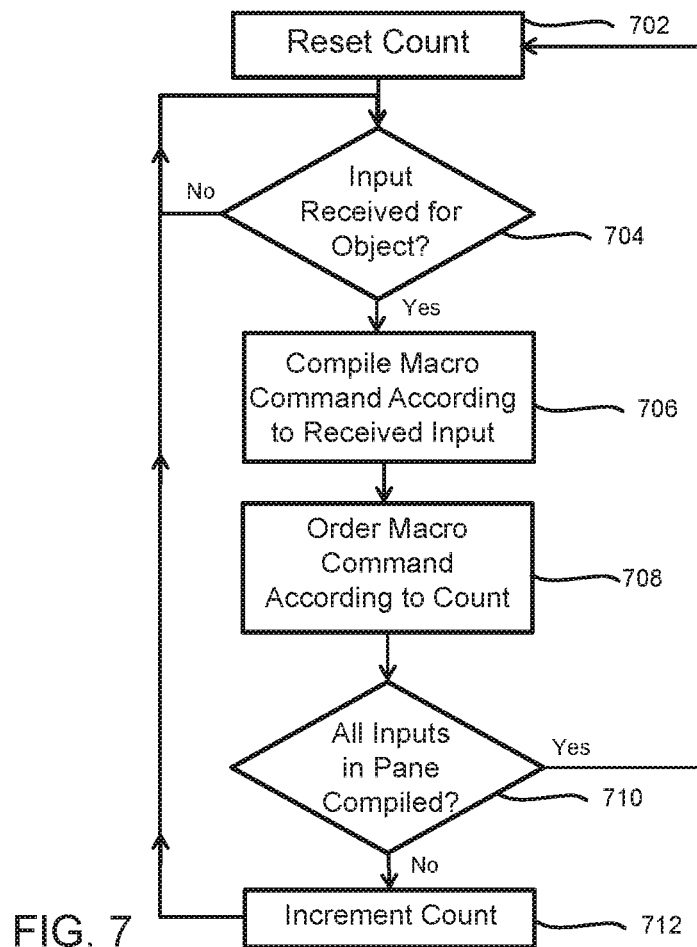 Reset Count
702
No
Input
Received for
Object?
704
Yes
Compile Macro
Command According
to Received Input
706
Order Macro
Command
According to Count
708
All Inputs
in Pane
Compiled?
Yes
710
No
Increment Count
712
FIG. 7